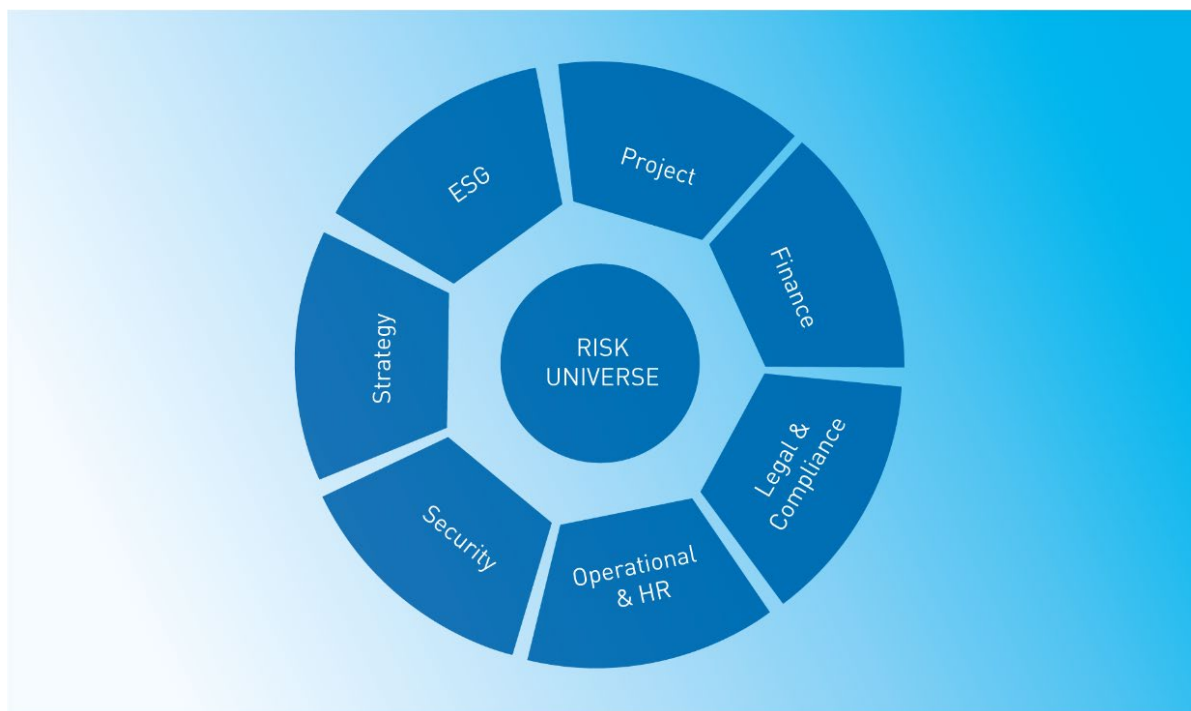 Project
Finance
Legal &
Compliance
Operational
& HR
Security
Strategy
ESG
RISK
UNIVERSE